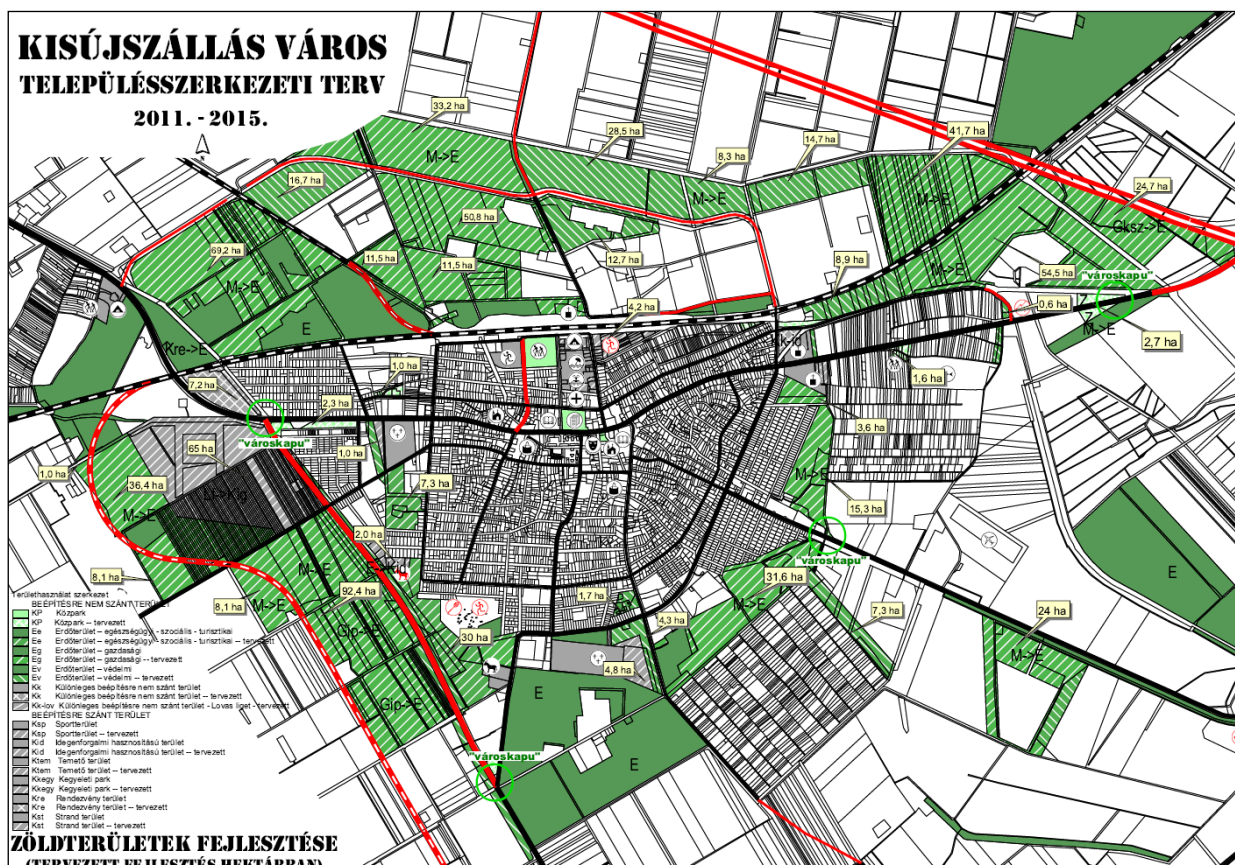 KISÚJSZÁLLÁS VÁROS
TELEPÜLÉSSZERKEZETI TERV
2011. - 2015.
N
33,2 ha
28,5 ha
41,7 ha
14,7 ha
8,3 ha
M->E
16,7 ha
M->E
M->E
24,7 ha
50,8 ha
Gksz->E
69,2 ha
11,5 ha
11,5 ha
12,7 ha
8,9 ha
54,5 ha
"városkapu"
M->E
M->E
0,6 ha
4,2 ha
E
M->E
Kre->E
2,7 ha
1,0 ha
7,2 ha
1,6 ha
2,3 ha
"városkapu"
3,6 ha
65 ha
1,0 ha
1,0 ha
36,4 ha
7,3 ha
M->E
M->E
15,3 ha
2,0 ha
"városkapu"
E
8,1 ha
M->E
31,6 ha
92,4 ha
1,7 ha
M->E
8,1 ha
M->E
7,3 ha
24 ha
4,3 ha
Gip->E
30 ha
M->E
4,8 ha
Gip->E
E
"városkapu"
E
Területhasználat szerkezet
BEÉPÍTÉSRE NEM SZÁNT TERÜLET
KP Közpark
KP Közpark -- tervezett
Ee Erdőterület -- egészségügyi - szociális - turisztikai
Ee Erdőterület -- egészségügyi - szociális - turisztikai -- tervezett
Eg Erdőterület -- gazdasági
Eg Erdőterület -- gazdasági -- tervezett
Ev Erdőterület -- védelmi
Ev Erdőterület -- védelmi -- tervezett
Kk Különleges beépítésre nem szánt terület
Kk Különleges beépítésre nem szánt terület -- tervezett
Kk-lov Különleges beépítésre nem szánt terület - Lovas liget - tervezett
BEÉPÍTÉSRE SZÁNT TERÜLET
Ksp Sportterület
Ksp Sportterület -- tervezett
Kid Idegenforgalmi hasznosítású terület
Kid Idegenforgalmi hasznosítású terület -- tervezett
Ktem Temető terület
Ktem Temető terület -- tervezett
Kkegy Kegyeleti park
Kkegy Kegyeleti park -- tervezett
Kre Rendezvény terület
Kre Rendezvény terület -- tervezett
Kst Strand terület
Kst Strand terület -- tervezett
ZÖLDTERÜLETEK FEJLESZTÉSE
(TERVEZETT FEJLESZTÉS HEKTÁRBAN)